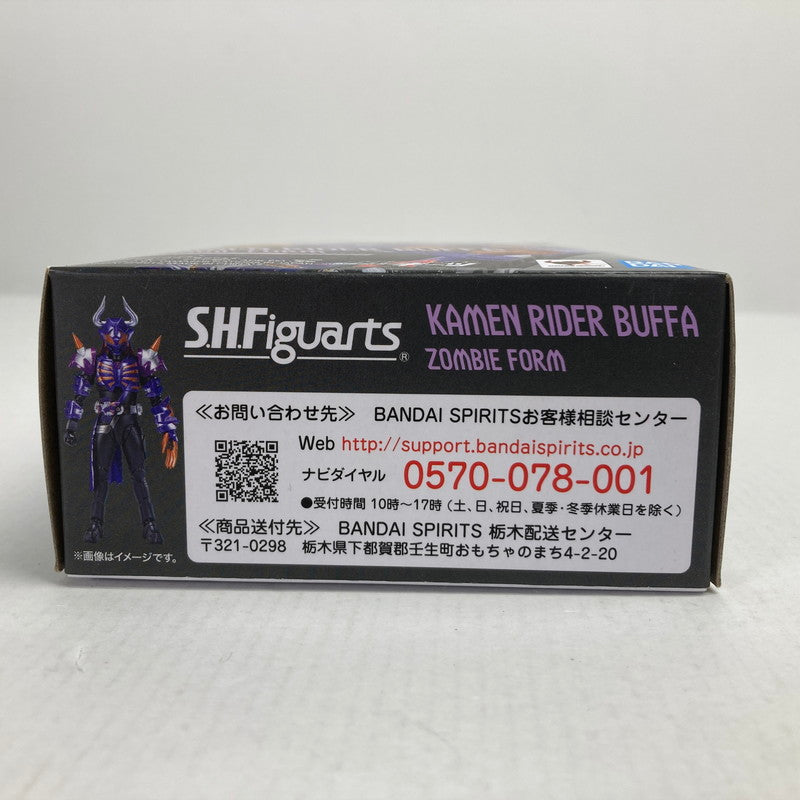 S.H.Figuarts®
KAMEN RIDER BUFFA
ZOMBIE FORM
≪お問い合わせ先≫ BANDAI SPIRITSお客様相談センター
Web http://support.bandaispirits.co.jp
ナビダイヤル 0570-078-001
●受付時間 10時～17時(土、日、祝日、夏季・冬季休業日を除く)
≪商品送付先≫ BANDAI SPIRITS 栃木配送センター
〒321-0298 栃木県下都賀郡壬生町おもちゃのまち4-2-20
※画像はイメージです。